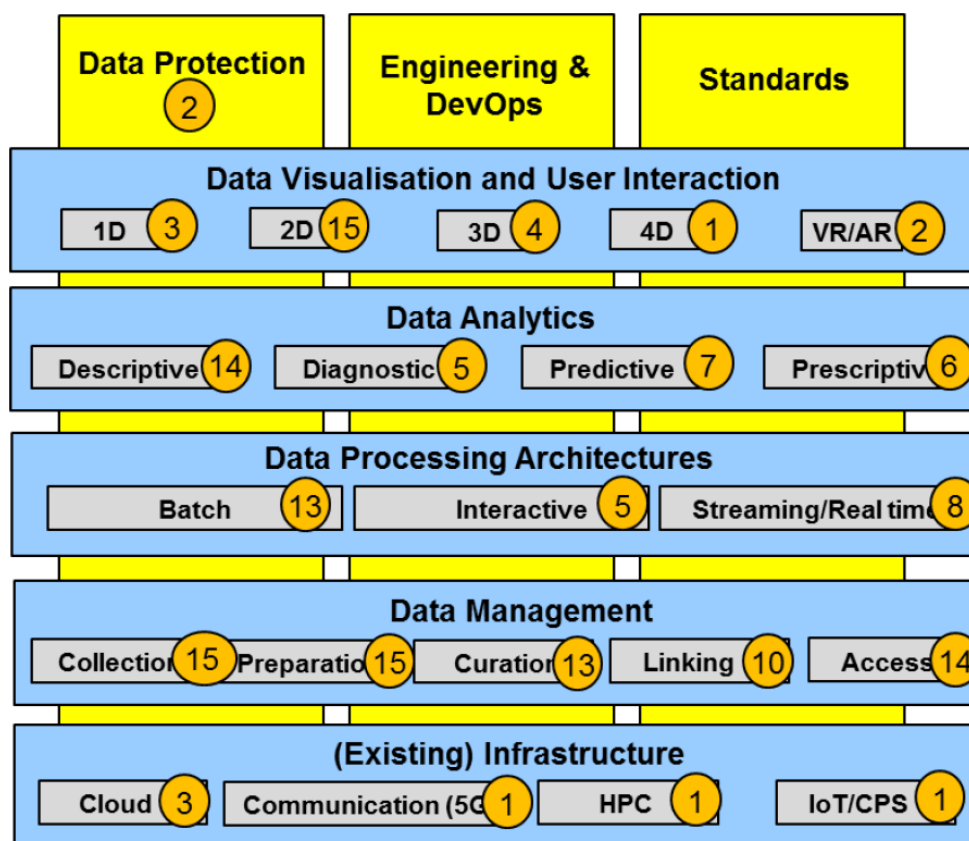 Data Protection
2
Engineering &
DevOps
Standards
Data Visualisation and User Interaction
1D 3 2D 15 3D 4 4D 1 VR/AR 2
Data Analytics
Descriptive 14 Diagnostic 5 Predictive 7 Prescriptiv 6
Data Processing Architectures
Batch 13 Interactive 5 Streaming/Real time 8
Data Management
Collection 15 Preparatio 15 Curation 13 Linking 10 Access 14
(Existing) Infrastructure
Cloud 3 Communication (5G 1 HPC 1 IoT/CPS 1